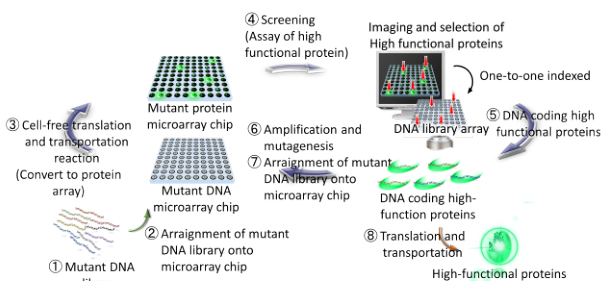 ④ Screening
(Assay of high
functional protein)
Imaging and selection of
High functional proteins
One-to-one indexed
Mutant protein
microarray chip
DNA library array
③ Cell-free translation
and transportation
reaction
(Convert to protein
array)
⑤ DNA coding high
functional proteins
⑥ Amplification and
mutagenesis
⑦ Arraignment of mutant
DNA library onto
microarray chip
Mutant DNA
microarray chip
DNA coding high-
function proteins
② Arraignment of mutant
DNA library onto
microarray chip
① Mutant DNA
⑧ Translation and
transportation
High-functional proteins